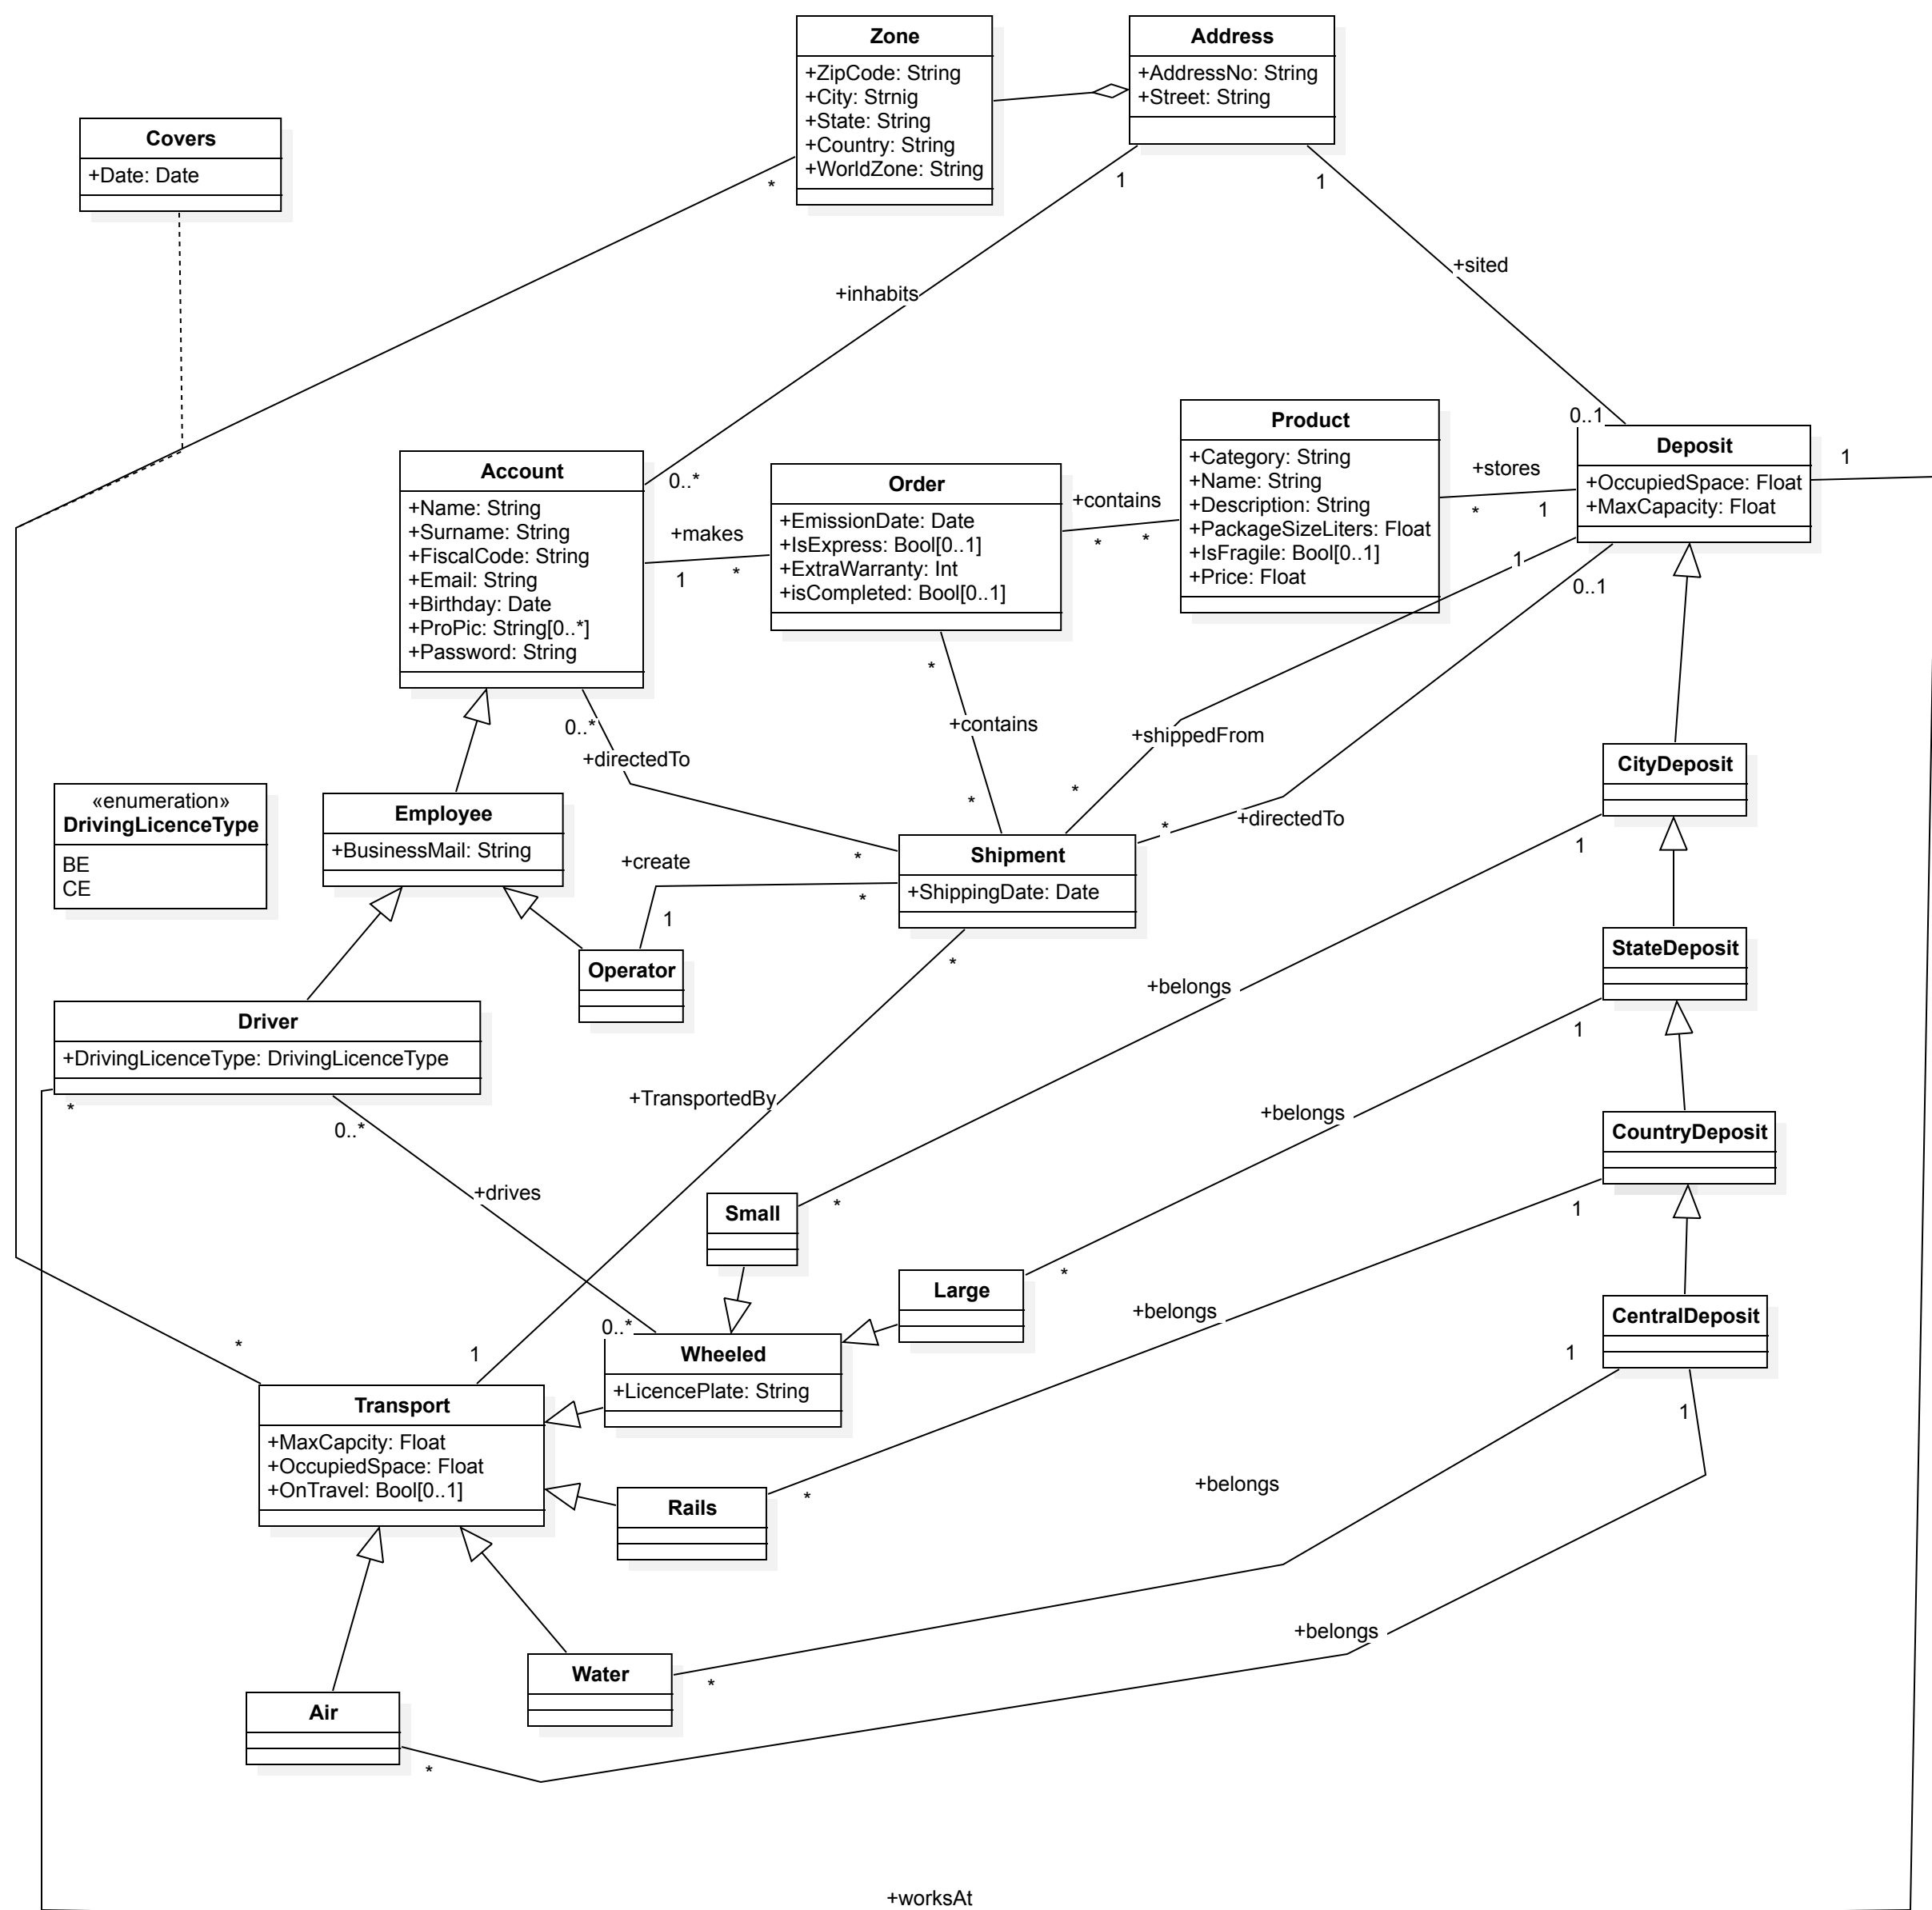 Zone
+ZipCode: String
+City: Strnig
+State: String
+Country: String
+WorldZone: String
Address
+AddressNo: String
+Street: String
Covers
+Date: Date
*
1
1
+sited
+inhabits
0..1
Product
+Category: String
+Name: String
+Description: String
+PackageSizeLiters: Float
+IsFragile: Bool[0..1]
+Price: Float
Deposit
+OccupiedSpace: Float
+MaxCapacity: Float
1
+stores
*
1
Account
+Name: String
+Surname: String
+FiscalCode: String
+Email: String
+Birthday: Date
+ProPic: String[0..*]
+Password: String
0..*
+makes
1
*
Order
+EmissionDate: Date
+IsExpress: Bool[0..1]
+ExtraWarranty: Int
+isCompleted: Bool[0..1]
+contains
*
*
1
0..1
*
+contains
*
0..*
+directedTo
*
+shippedFrom
*
+directedTo
*
CityDeposit
1
«enumeration»
DrivingLicenceType
BE
CE
Employee
+BusinessMail: String
+create
1
*
Shipment
+ShippingDate: Date
*
Operator
StateDeposit
1
+belongs
Driver
+DrivingLicenceType: DrivingLicenceType
*
0..*
+TransportedBy
+belongs
CountryDeposit
1
+drives
Small
*
Large
*
+belongs
CentralDeposit
1
1
0..*
Wheeled
+LicencePlate: String
*
1
Transport
+MaxCapcity: Float
+OccupiedSpace: Float
+OnTravel: Bool[0..1]
Rails
*
+belongs
+belongs
Water
*
Air
*
+worksAt